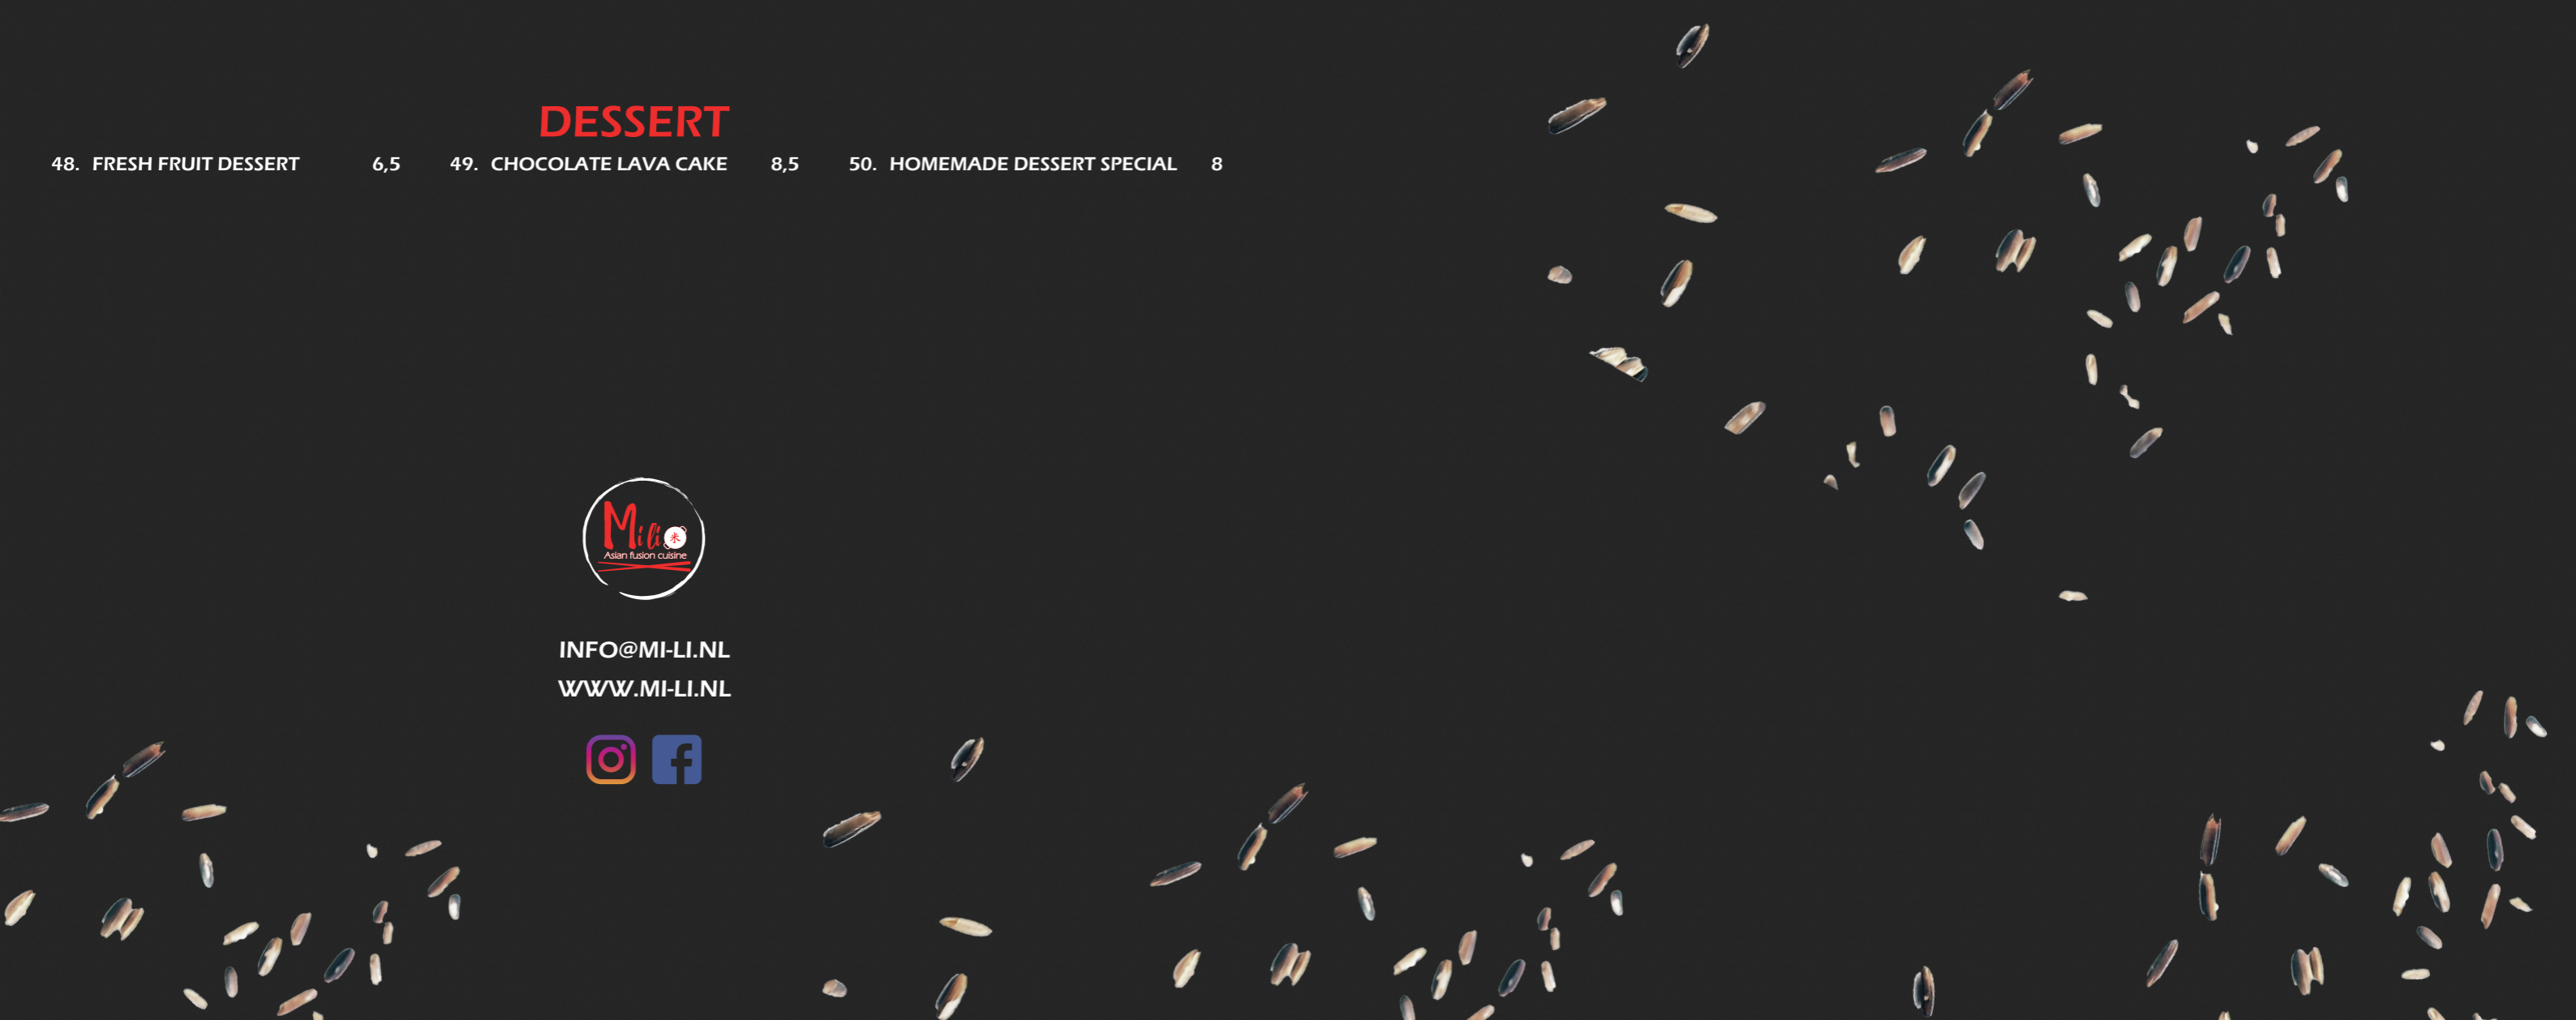 DESSERT
48. FRESH FRUIT DESSERT 6,5 49. CHOCOLATE LAVA CAKE 8,5 50. HOMEMADE DESSERT SPECIAL 8
Mi li 米
Asian fusion cuisine
INFO@MI-LI.NL
WWW.MI-LI.NL